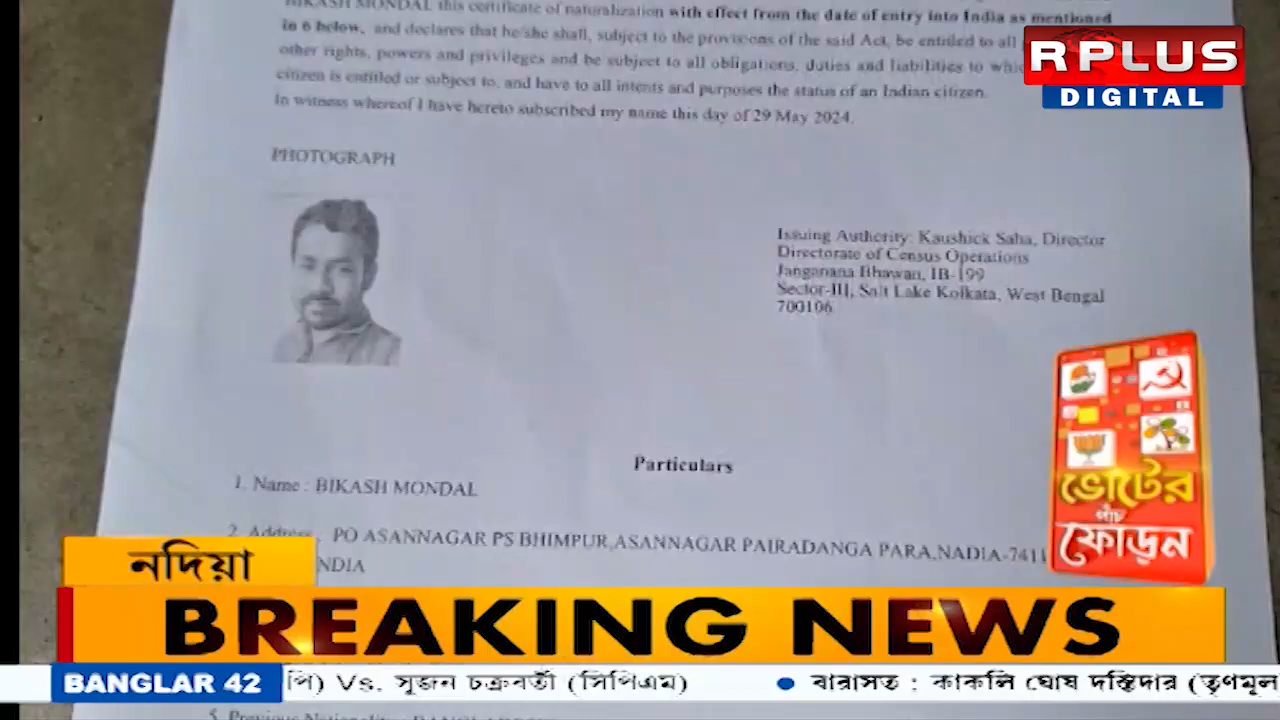 BIKASH MONDAL this certificate of naturalization with effect from the date of entry into India as mentioned
in 6 below, and declares that he/she shall, subject to the provisions of the said Act, be entitled to all
other rights, powers and privileges and be subject to all obligations, duties and liabilities to
citizen is entitled or subject to, and have to all intents and purposes the status of an Indian citizen.
In witness whereof I have hereto subscribed my name this day of 29 May 2024.
RPLUS
DIGITAL
PHOTOGRAPH
Issuing Authority: Kaushick Saha, Director
Directorate of Census Operations
Janganana Bhawan, IB-199
Sector-III, Salt Lake Kolkata, West Bengal
700106
Particulars
1. Name : BIKASH MONDAL
2. Address : PO ASANNAGAR PS BHIMPUR,ASANNAGAR PAIRADANGA PARA,NADIA-7411
NDIA
ভোটের
পাঁচ
ফোড়ন
নদিয়া
BREAKING NEWS
BANGLAR 42
পি) Vs. সুজন চক্রবর্তী (সিপিএম) ● বারাসত : কাকলি ঘোষ দস্তিদার (তৃণমূল
5. Previous Nationality :